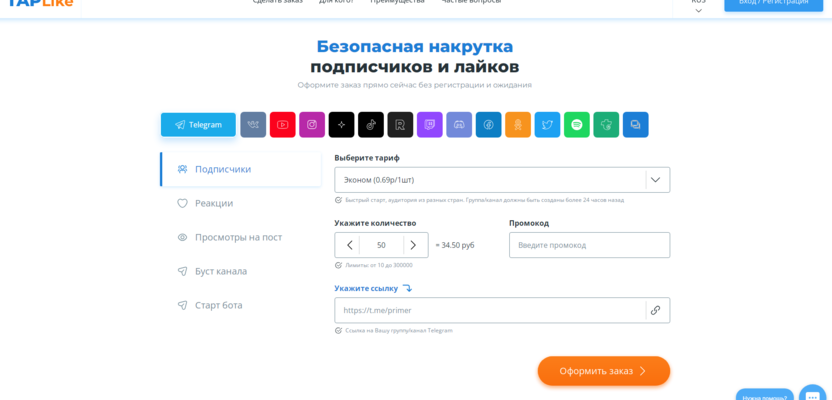 TAPLike
Сделать заказ Для кого? Преимущества Частые вопросы
RUS
Вход / Регистрация
Безопасная накрутка
подписчиков и лайков
Оформите заказ прямо сейчас без регистрации и ожидания
Telegram
Подписчики
Реакции
Просмотры на пост
Буст канала
Старт бота
Выберите тариф
Эконом (0.69р/1шт)
Быстрый старт, аудитория из разных стран. Группа/канал должны быть созданы более 24 часов назад
Укажите количество
50
= 34.50 руб
Лимиты: от 10 до 300000
Промокод
Введите промокод
Укажите ссылку
https://t.me/primer
Ссылка на Вашу группу/канал Telegram
Оформить заказ
Нужна помощь?